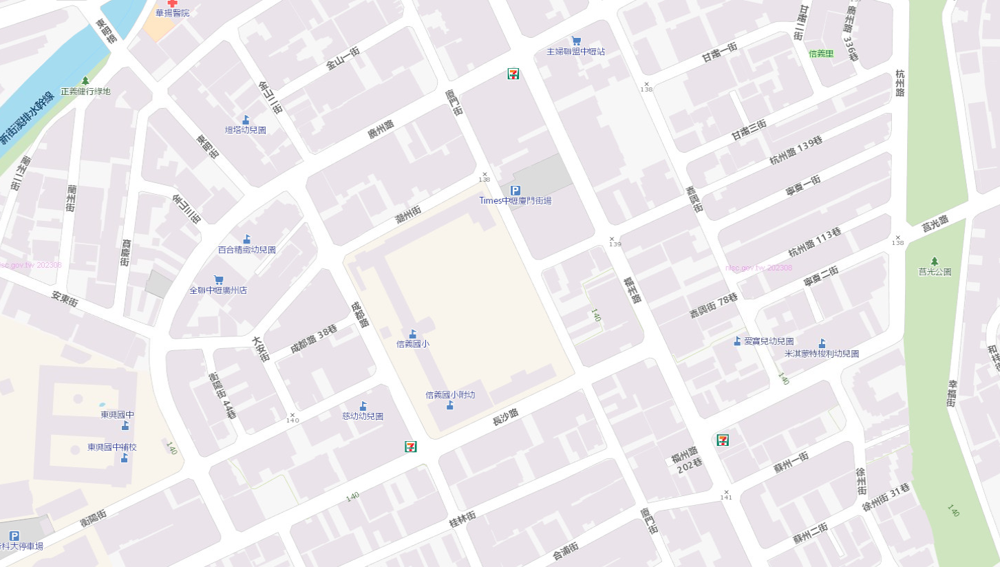 華揚醫院
東明橋
主婦聯盟中壢站
金山一街
甘肅一街
甘肅二街
廣州路 336巷
信義里
杭州路
正義健行綠地
新街溪排水幹線
金山二街
138
廈門街
燈塔幼兒園
廣州路
甘肅三街
杭州路 139巷
東明街
蘭州二街
蘭州街
138
Times中壢廈門街場
嘉興街
寧夏一街
金山三街
潮州街
莒光路
寶慶街
百合精緻幼兒園
139
杭州路 113巷
138
nlsc.gov.tw 202308
莒光公園
全聯中壢廣州店
安東街
福州路
寧夏二街
成都路
嘉興街 78巷
140
成都路 38巷
大安街
信義國小
愛寶兒幼兒園
米淇蒙特梭利幼兒園
和祥街
140
衡陽街 44巷
信義國小附幼
幸福街
東興國中
慈幼幼兒園
140
長沙路
東興國中補校
140
福州路
202巷
蘇州一街
徐州街
140
141
徐州街 31巷
衡陽街
桂林街
廈門街
140
蘇州二街
合浦街